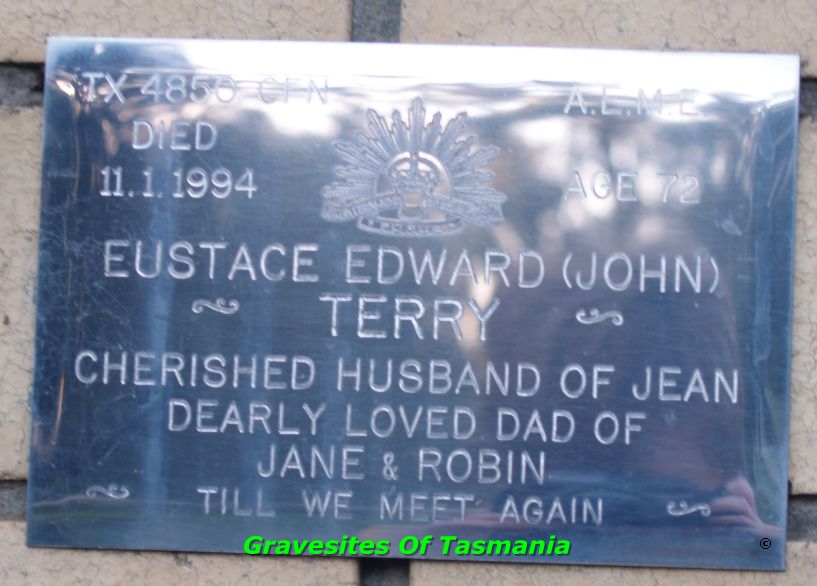 TX 4850 CFN A.E.M.E.
DIED
11.1.1994 AGE 72
EUSTACE EDWARD (JOHN)
TERRY
CHERISHED HUSBAND OF JEAN
DEARLY LOVED DAD OF
JANE & ROBIN
TILL WE MEET AGAIN
Gravesites Of Tasmania ©